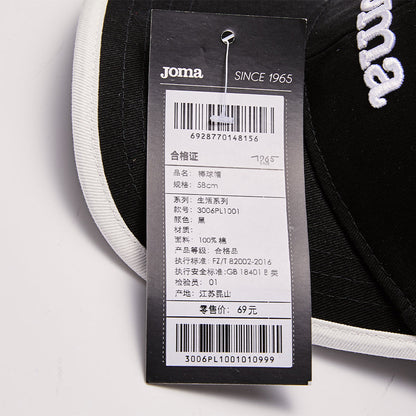 Joma SINCE 1965
uma
6928770148156
合格证 1965
品名: 棒球帽
规格: 58cm
系列: 生活系列
款号: 3006PL1001
颜色: 黑
材质:
面料: 100% 棉
产品等级: 合格品
执行标准: FZ/T 82002-2016
执行安全标准: GB 18401 B 类
检验员: 01
产地: 江苏昆山
零售价: 69元
3006PL1001010999